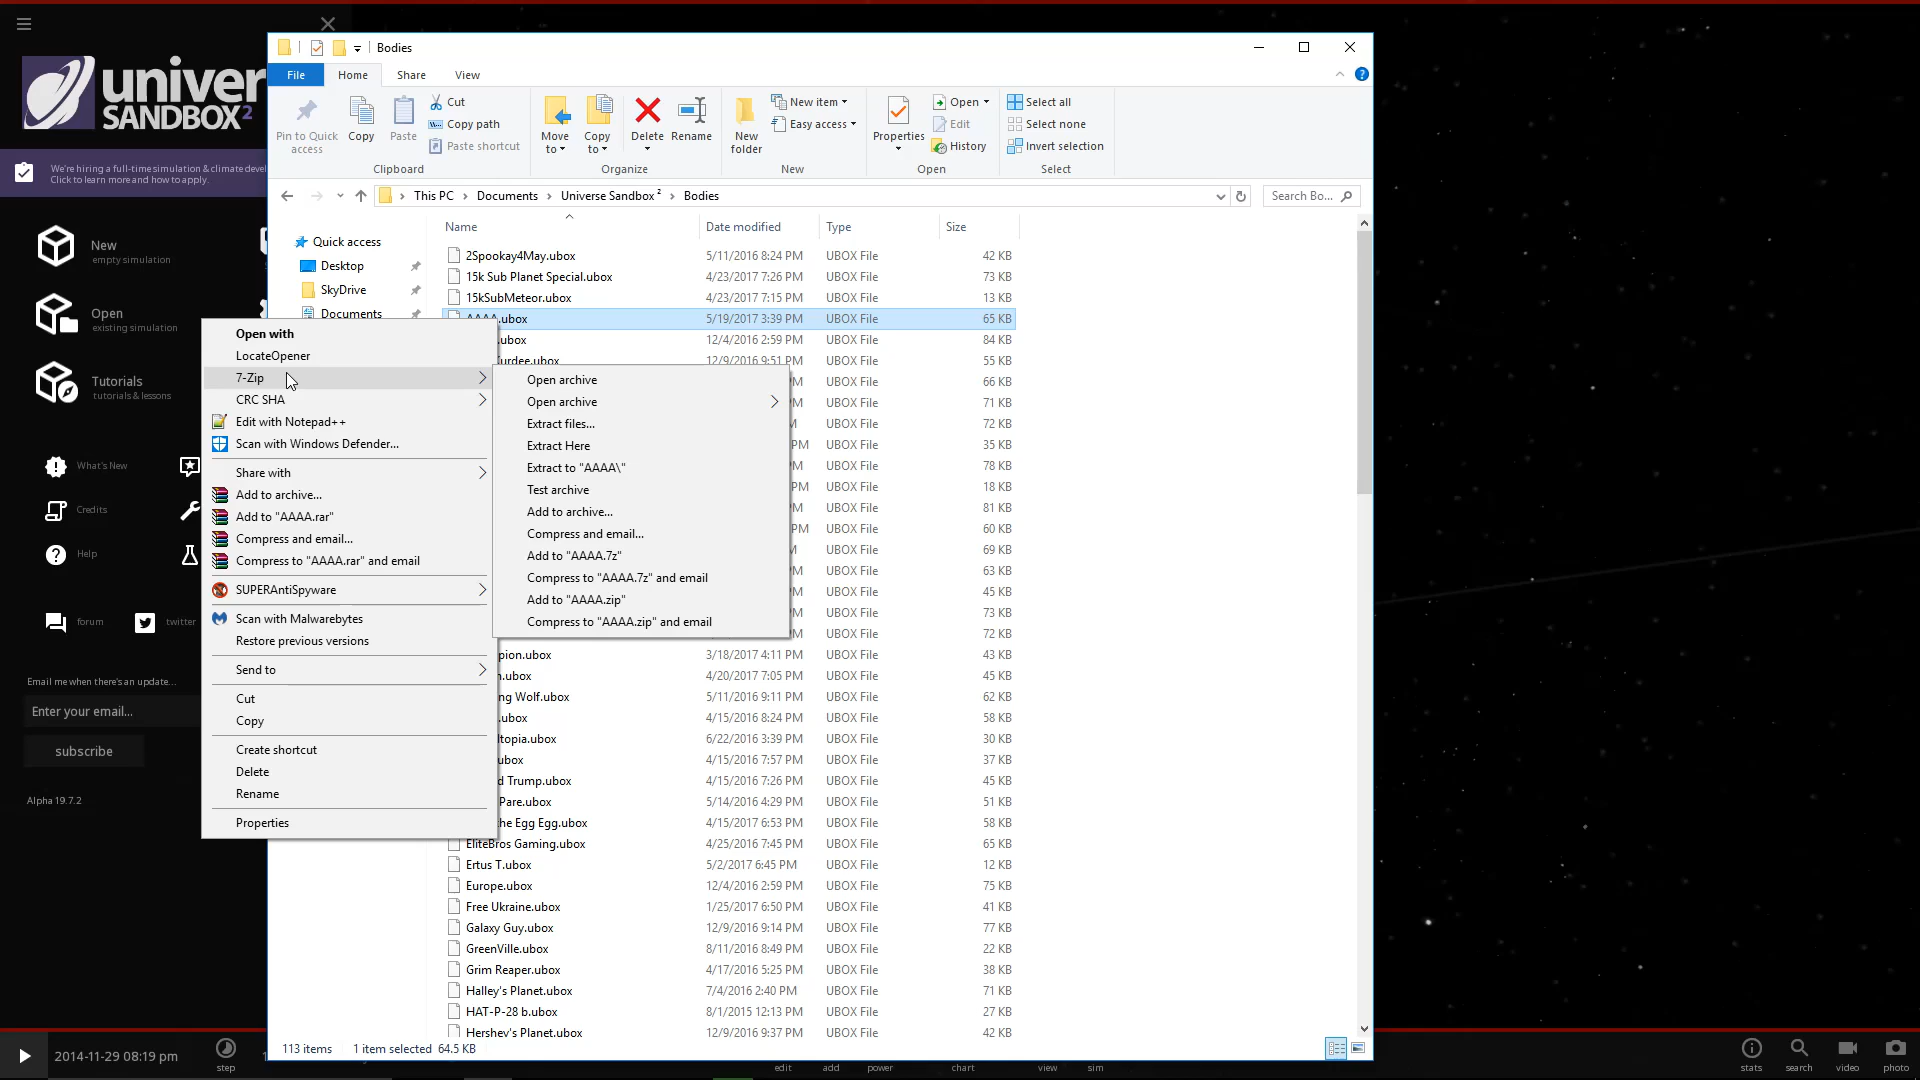 univer
SANDBOX²
We're hiring a full-time simulation & climate devel
Click to learn more and how to apply.
New
empty simulation
Open
existing simulation
Tutorials
tutorials & lessons
What's New
Credits
Help
forum
twitter
Email me when there's an update...
Enter your email...
subscribe
Alpha 19.7.2
Bodies
File
Home
Share
View
Pin to Quick access
Copy
Paste
Cut
Copy path
Paste shortcut
Clipboard
Move to
Copy to
Delete
Rename
Organize
New folder
New item
Easy access
New
Properties
Open
Edit
History
Open
Select all
Select none
Invert selection
Select
This PC > Documents > Universe Sandbox ² > Bodies
Search Bo...
Quick access
Desktop
SkyDrive
Documents
Name Date modified Type Size
2Spookay4May.ubox 5/11/2016 8:24 PM UBOX File 42 KB
15k Sub Planet Special.ubox 4/23/2017 7:26 PM UBOX File 73 KB
15kSubMeteor.ubox 4/23/2017 7:15 PM UBOX File 13 KB
AAAA.ubox 5/19/2017 3:39 PM UBOX File 65 KB
.ubox 12/4/2016 2:59 PM UBOX File 84 KB
urdee.ubox 12/9/2016 9:51 PM UBOX File 55 KB
M UBOX File 66 KB
M UBOX File 71 KB
M UBOX File 72 KB
PM UBOX File 35 KB
M UBOX File 78 KB
PM UBOX File 18 KB
M UBOX File 81 KB
PM UBOX File 60 KB
M UBOX File 69 KB
M UBOX File 63 KB
M UBOX File 45 KB
M UBOX File 73 KB
M UBOX File 72 KB
pion.ubox 3/18/2017 4:11 PM UBOX File 43 KB
n.ubox 4/20/2017 7:05 PM UBOX File 45 KB
ng Wolf.ubox 5/11/2016 9:11 PM UBOX File 62 KB
.ubox 4/15/2016 8:24 PM UBOX File 58 KB
topia.ubox 6/22/2016 3:39 PM UBOX File 30 KB
ubox 4/15/2016 7:57 PM UBOX File 37 KB
d Trump.ubox 4/15/2016 7:26 PM UBOX File 45 KB
Pare.ubox 5/14/2016 4:29 PM UBOX File 51 KB
he Egg Egg.ubox 4/15/2017 6:53 PM UBOX File 58 KB
EliteBros Gaming.ubox 4/25/2016 7:45 PM UBOX File 65 KB
Ertus T.ubox 5/2/2017 6:45 PM UBOX File 12 KB
Europe.ubox 12/4/2016 2:59 PM UBOX File 75 KB
Free Ukraine.ubox 1/25/2017 6:50 PM UBOX File 41 KB
Galaxy Guy.ubox 12/9/2016 9:14 PM UBOX File 77 KB
GreenVille.ubox 8/11/2016 8:49 PM UBOX File 22 KB
Grim Reaper.ubox 4/17/2016 5:25 PM UBOX File 38 KB
Halley's Planet.ubox 7/4/2016 2:40 PM UBOX File 71 KB
HAT-P-28 b.ubox 8/1/2015 12:13 PM UBOX File 27 KB
Hershey's Planet.ubox 12/9/2016 9:37 PM UBOX File 42 KB
113 items 1 item selected 64.5 KB
Open with
LocateOpener
7-Zip
CRC SHA
Edit with Notepad++
Scan with Windows Defender...
Share with
Add to archive...
Add to "AAAA.rar"
Compress and email...
Compress to "AAAA.rar" and email
SUPERAntiSpyware
Scan with Malwarebytes
Restore previous versions
Send to
Cut
Copy
Create shortcut
Delete
Rename
Properties
Open archive
Open archive
Extract files...
Extract Here
Extract to "AAAA\"
Test archive
Add to archive...
Compress and email...
Add to "AAAA.7z"
Compress to "AAAA.7z" and email
Add to "AAAA.zip"
Compress to "AAAA.zip" and email
2014-11-29 08:19 pm
step
edit
add
power
chart
view
sim
stats
search
video
photo